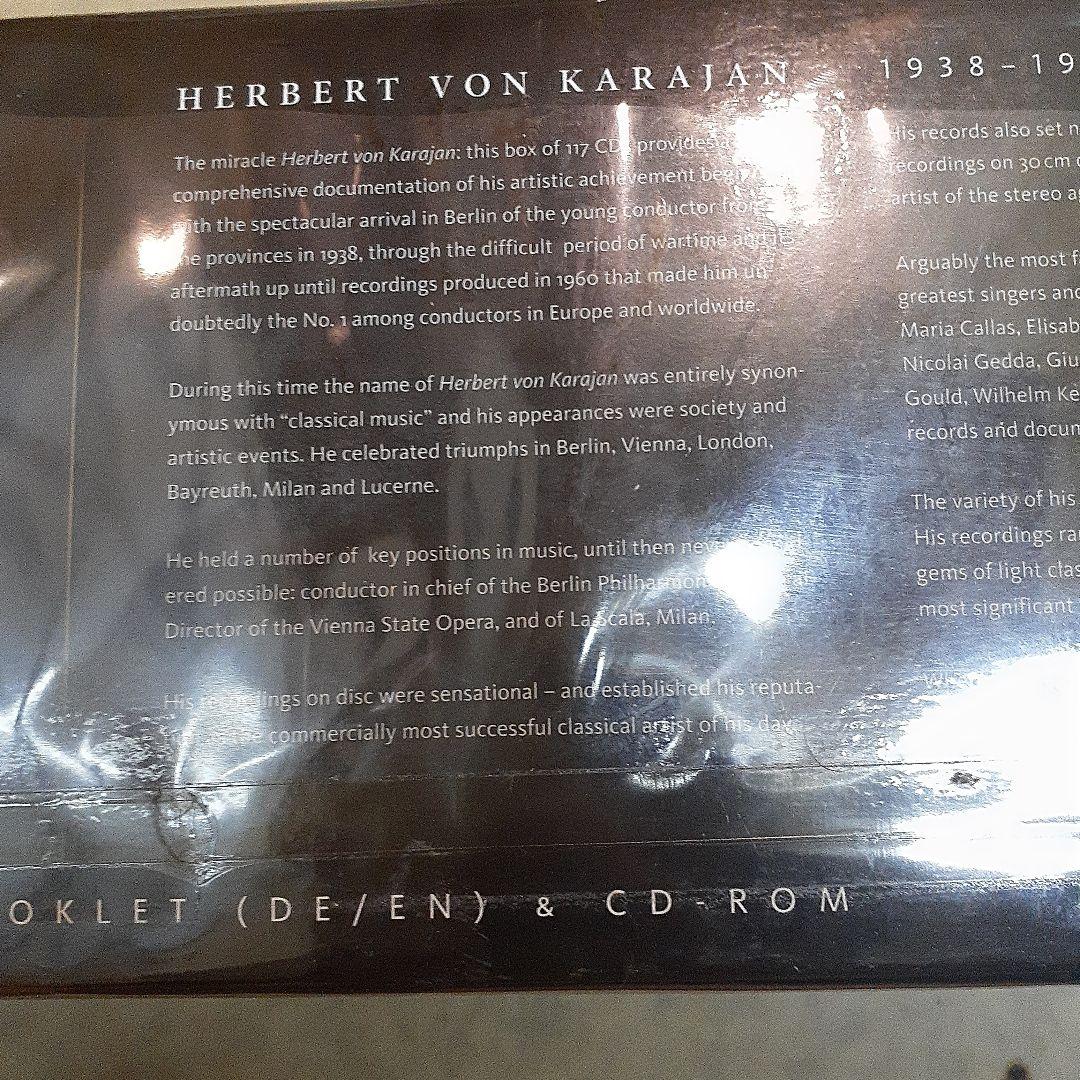 HERBERT VON KARAJAN 1938–19
The miracle Herbert von Karajan: this box of 117 CDs provides
comprehensive documentation of his artistic achievement
with the spectacular arrival in Berlin of the young conductor from
the provinces in 1938, through the difficult period of wartime and
aftermath up until recordings produced in 1960 that made him un-
doubtedly the No. 1 among conductors in Europe and worldwide.
During this time the name of Herbert von Karajan was entirely synon-
ymous with “classical music” and his appearances were society and
artistic events. He celebrated triumphs in Berlin, Vienna, London,
Bayreuth, Milan and Lucerne.
He held a number of key positions in music, until then
ered possible: conductor in chief of the Berlin
Director of the Vienna State Opera, and of La Scala, Milan.
His recordings on disc were sensational – and established his reputa-
commercially most successful classical artist of his day.
His records also set n
recordings on 30 cm
artist of the stereo a
Arguably the most f
greatest singers and
Maria Callas, Elisab
Nicolai Gedda, Giu
Gould, Wilhelm Ke
records and docum
The variety of his
His recordings ra
gems of light clas
most significant
OKLET (DE/EN) & CD-ROM